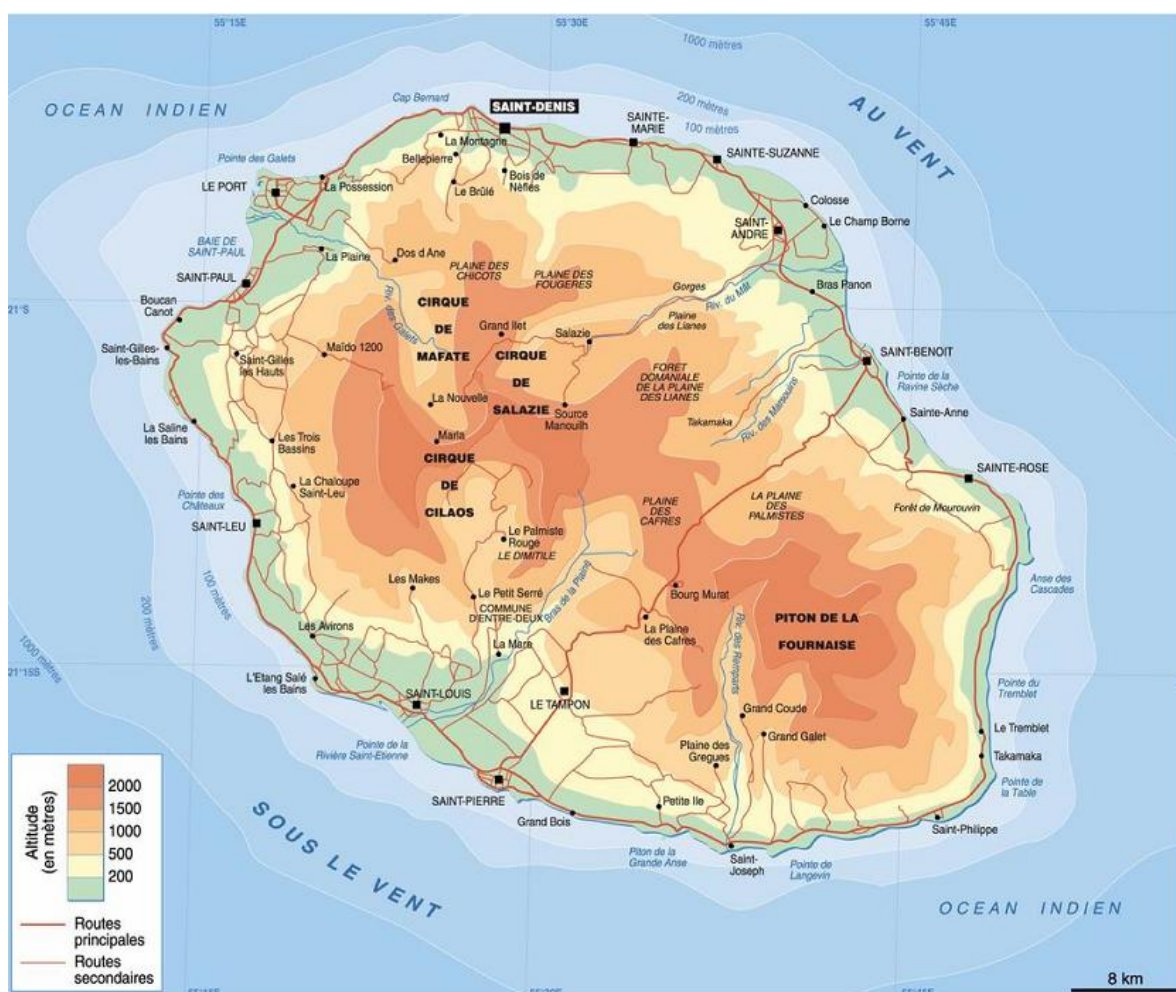 55°15E
55°30E
55°45E
1000 mètres
OCEAN INDIEN
Cap Bernard
SAINT-DENIS
200 mètres
100 mètres
AU VENT
SAINTE-
MARIE
La Montagne
Bellepierre
SAINTE-SUZANNE
Pointe des Galets
Bois de
Nèfles
LE PORT
La Possession
Le Brûlé
Colosse
SAINT-
ANDRE
Le Champ Borne
BAIE DE
SAINT-PAUL
La Plaine
Dos d Ane
PLAINE DES
CHICOTS
PLAINE DES
FOUGERES
SAINT-PAUL
Gorges
Riv. du Mât
Bras Panon
21°S
Boucan
Canot
Riv. des Galets
CIRQUE
DE
MAFATE
Grand Ilet
Salazie
Plaine
des Lianes
Saint-Gilles-
les-Bains
Saint-Gilles
les Hauts
Maïdo 1200
CIRQUE
DE
SALAZIE
SAINT-BENOIT
FORET
DOMANIALE
DE LA PLAINE
DES LIANES
Pointe de la
Ravine Sèche
La Nouvelle
Source
Manouilh
Takamaka
Riv. des Marsouins
Sainte-Anne
La Saline
les Bains
Les Trois
Bassins
Marla
CIRQUE
DE
CILAOS
SAINTE-ROSE
La Chaloupe
Saint-Leu
Pointe des
Châteaux
PLAINE
DES
CAFRES
LA PLAINE
DES
PALMISTES
Forêt de Mourouvin
SAINT-LEU
Le Palmiste
Rouge
LE DIMITILE
100 mètres
200 mètres
1000 mètres
Les Makes
Le Petit Serré
COMMUNE
D'ENTRE-DEUX
Bras de la Plaine
Bourg Murat
Anse des
Cascades
La Plaine
des Cafres
Riv. des Remparts
PITON DE LA
FOURNAISE
Les Avirons
La Mare
21°15S
L'Etang Salé
les Bains
SAINT-LOUIS
LE TAMPON
Pointe du
Tremblet
Grand Coude
Le Tremblet
Grand Galet
Pointe de la
Rivière Saint-Etienne
Plaine des
Gregues
Takamaka
Pointe de
la Table
SAINT-PIERRE
Grand Bois
Petite Ile
Saint-Philippe
Piton de la
Grande Anse
Saint-
Joseph
Pointe de
Langevin
SOUS LE VENT
OCEAN INDIEN
Altitude
(en mètres)
2000
1500
1000
500
200
Routes
principales
Routes
secondaires
8 km